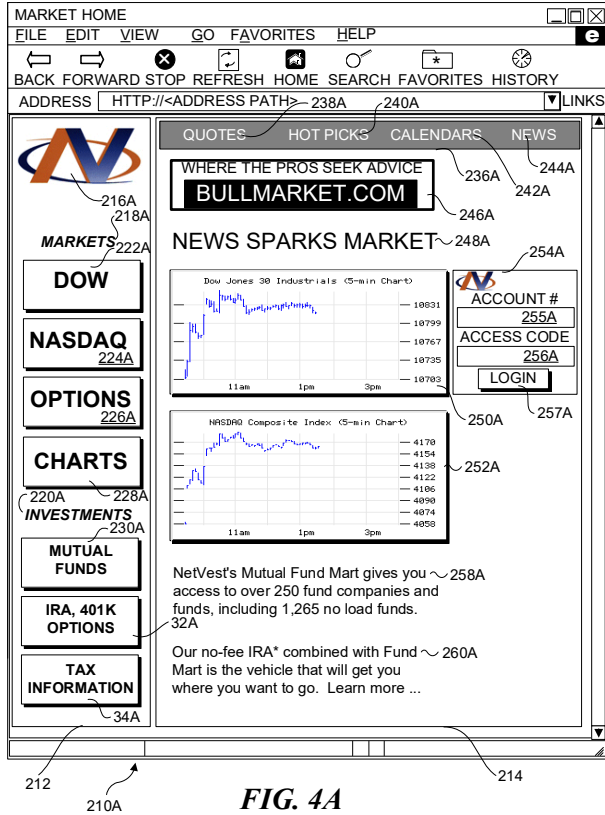 MARKET HOME
FILE EDIT VIEW GO FAVORITES HELP
e
BACK FORWARD STOP REFRESH HOME SEARCH FAVORITES HISTORY
ADDRESS HTTP://<ADDRESS PATH> LINKS
238A 240A
QUOTES HOT PICKS CALENDARS NEWS
236A 244A
242A
WHERE THE PROS SEEK ADVICE
BULLMARKET.COM
246A
216A
218A
MARKETS 222A
NEWS SPARKS MARKET 248A
254A
DOW
NASDAQ
224A
OPTIONS
226A
CHARTS
228A
220A
INVESTMENTS
230A
MUTUAL
FUNDS
IRA, 401K
OPTIONS
32A
TAX
INFORMATION
34A
Dow Jones 30 Industrials (5-min Chart)
10831
10799
10767
10735
10703
11am 1pm 3pm
250A
ACCOUNT #
255A
ACCESS CODE
256A
LOGIN
257A
NASDAQ Composite Index (5-min Chart)
4170
4154
4138
4122
4106
4090
4074
4058
11am 1pm 3pm
252A
NetVest's Mutual Fund Mart gives you 258A
access to over 250 fund companies and
funds, including 1,265 no load funds.
Our no-fee IRA* combined with Fund 260A
Mart is the vehicle that will get you
where you want to go. Learn more ...
212
210A
214
FIG. 4A